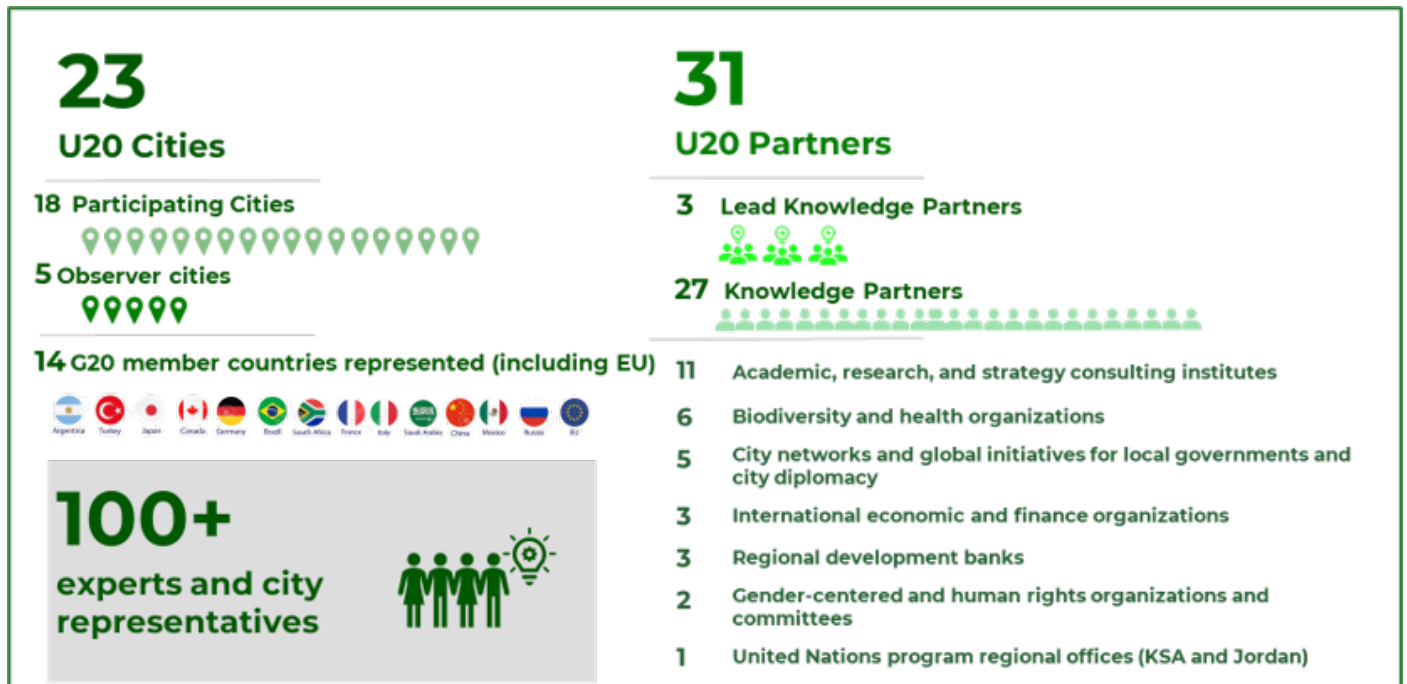 23
U20 Cities
18 Participating Cities
5 Observer cities
14 G20 member countries represented (including EU)
Argentina Turkey Japan Canada Germany Brazil South Africa France Italy Saudi Arabia China Mexico Russia EU
100+
experts and city
representatives
31
U20 Partners
3 Lead Knowledge Partners
27 Knowledge Partners
11 Academic, research, and strategy consulting institutes
6 Biodiversity and health organizations
5 City networks and global initiatives for local governments and
city diplomacy
3 International economic and finance organizations
3 Regional development banks
2 Gender-centered and human rights organizations and
committees
1 United Nations program regional offices (KSA and Jordan)